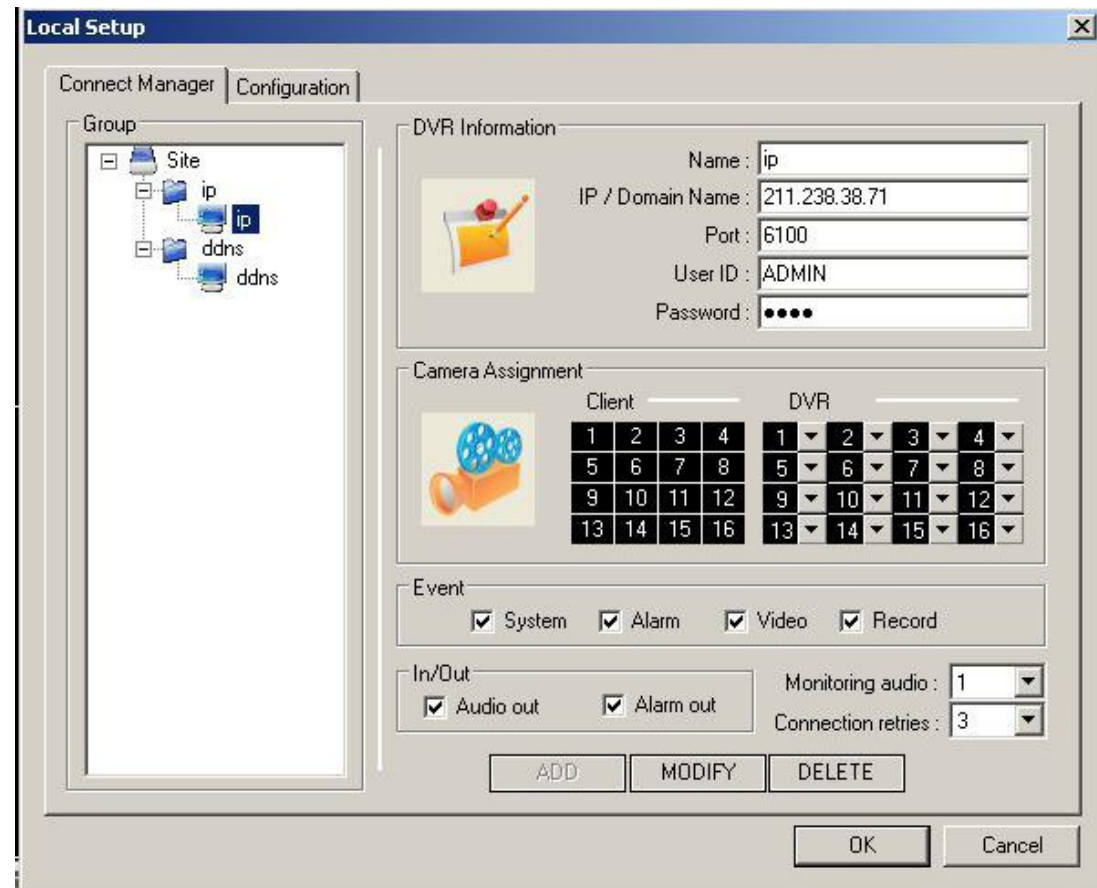 Local Setup
Connect Manager Configuration
Group
Site
ip
ip
ddns
ddns
DVR Information
Name : ip
IP / Domain Name : 211.238.38.71
Port : 6100
User ID : ADMIN
Password : ●●●●
Camera Assignment
Client DVR
1 2 3 4 1 2 3 4
5 6 7 8 5 6 7 8
9 10 11 12 9 10 11 12
13 14 15 16 13 14 15 16
Event
System Alarm Video Record
In/Out
Audio out Alarm out
Monitoring audio : 1
Connection retries : 3
ADD MODIFY DELETE
OK Cancel